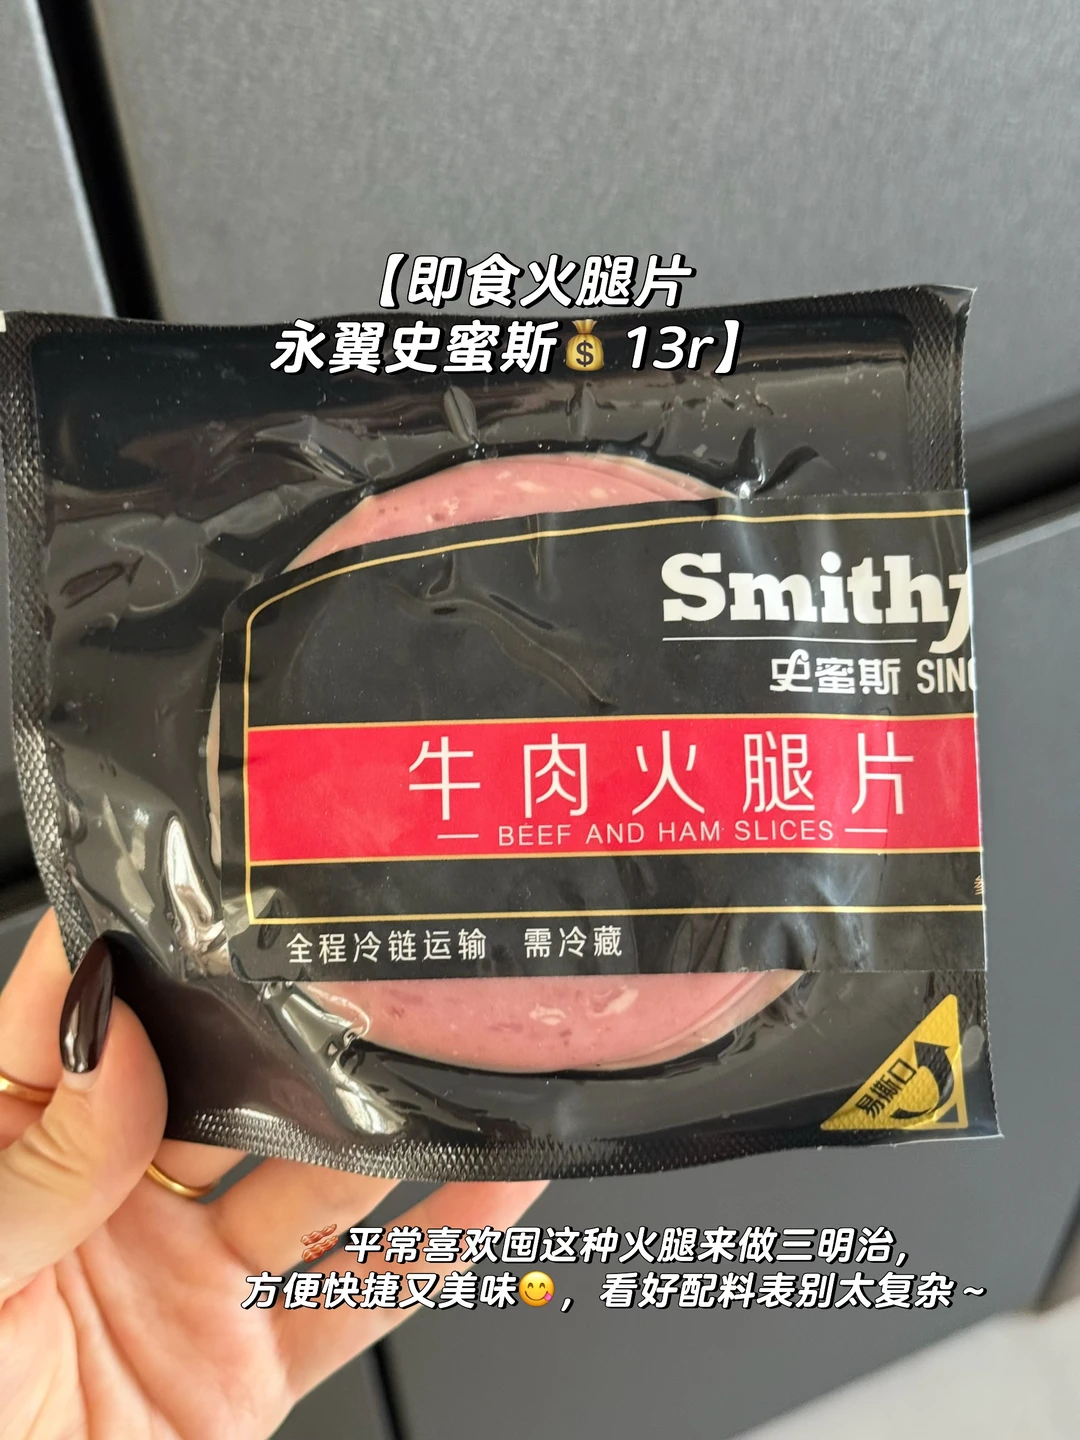 【即食火腿片
永翼史蜜斯💰 13r】
Smithy
史蜜斯 SINC
牛肉火腿片
BEEF AND HAM SLICES
全程冷链运输 需冷藏
易撕口
🥓平常喜欢囤这种火腿来做三明治，
方便快捷又美味😋，看好配料表别太复杂～